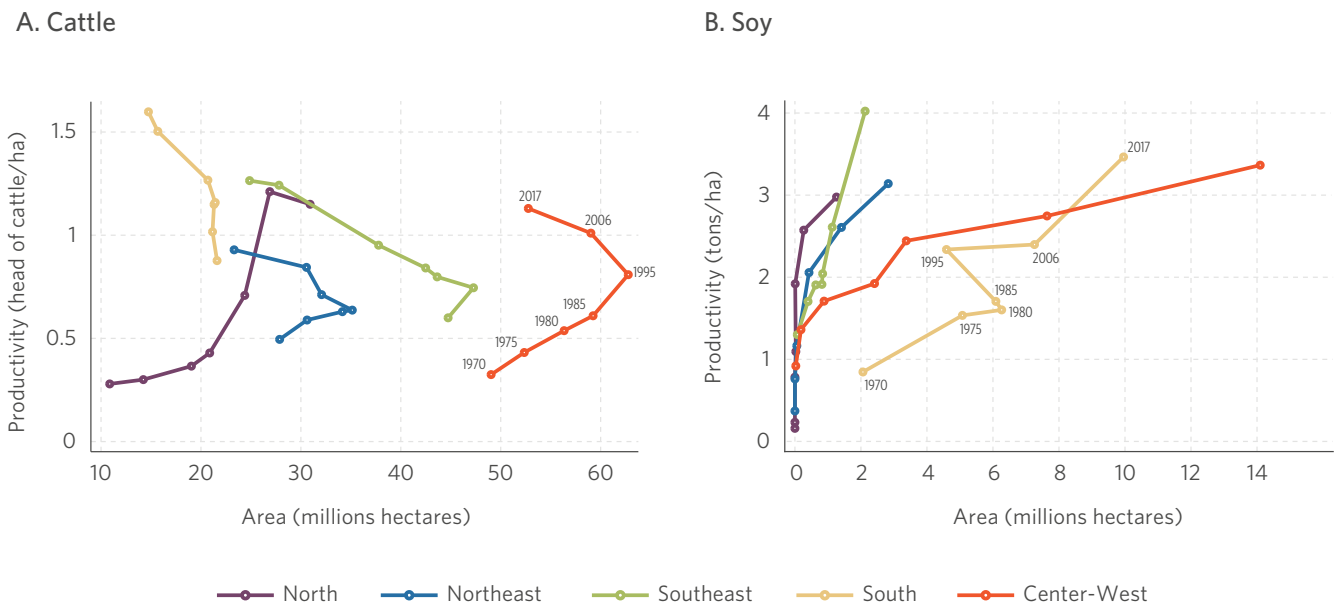 A. Cattle
Productivity (head of cattle/ha)
1.5
1
0.5
0
10 20 30 40 50 60
Area (millions hectares)
2017
2006
1995
1985
1980
1975
1970
B. Soy
Productivity (tons/ha)
4
3
2
1
0
0 2 4 6 8 10 12 14
Area (millions hectares)
2017
2006
1995
1985
1980
1975
1970
North Northeast Southeast South Center-West